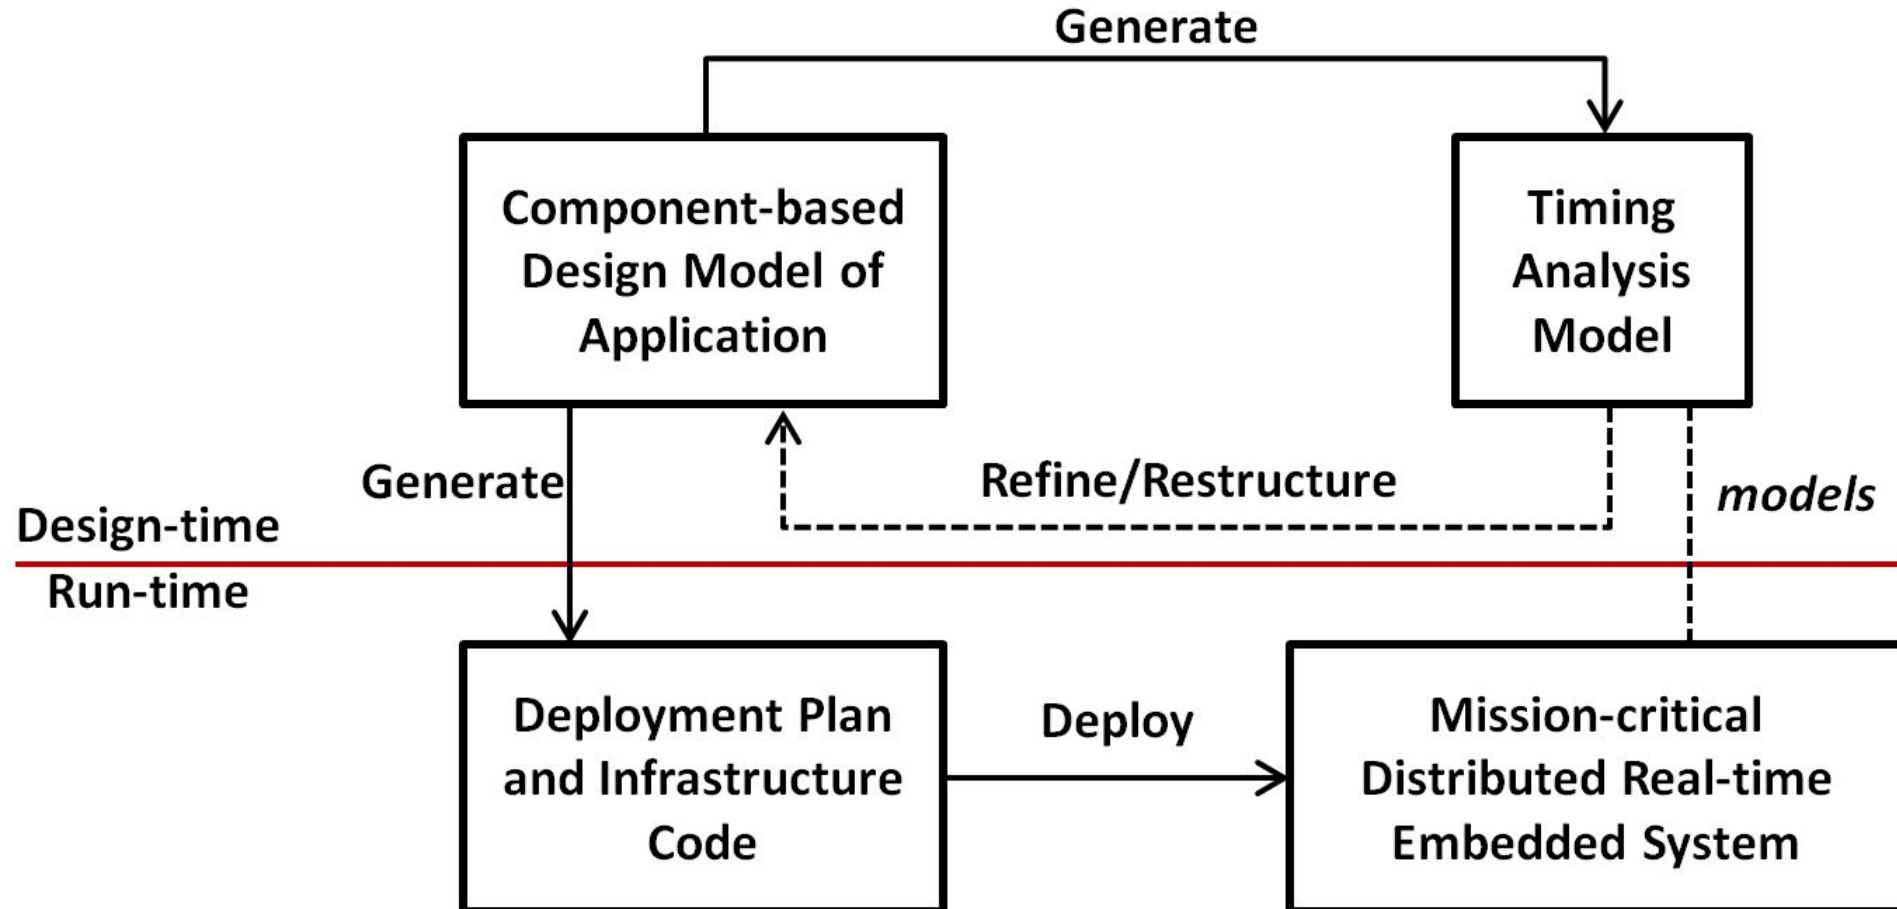 Generate
Component-based
Design Model of
Application
Timing
Analysis
Model
Generate
Refine/Restructure
models
Design-time
Run-time
Deployment Plan
and Infrastructure
Code
Deploy
Mission-critical
Distributed Real-time
Embedded System